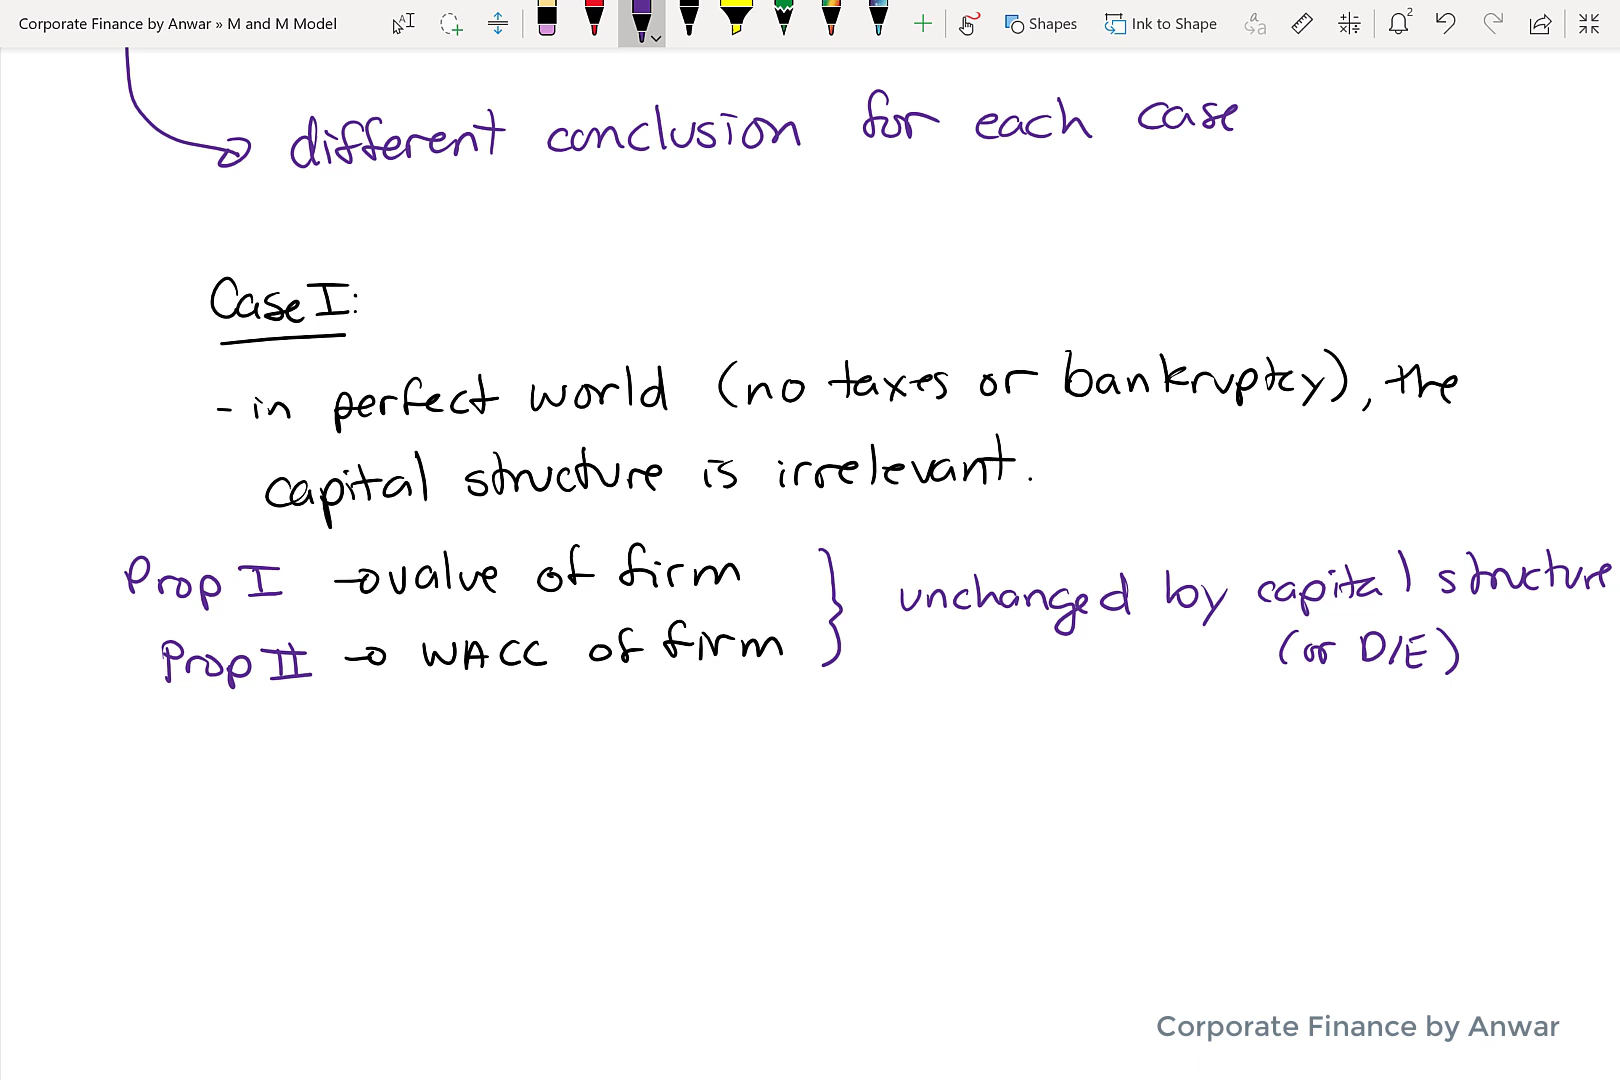 Corporate Finance by Anwar » M and M Model
Shapes
Ink to Shape
2
different conclusion for each case
Case I:
- in perfect world (no taxes or bankruptcy), the
capital structure is irrelevant.
Prop I → value of firm } unchanged by capital structure
Prop II → WACC of firm (or D/E)
Corporate Finance by Anwar